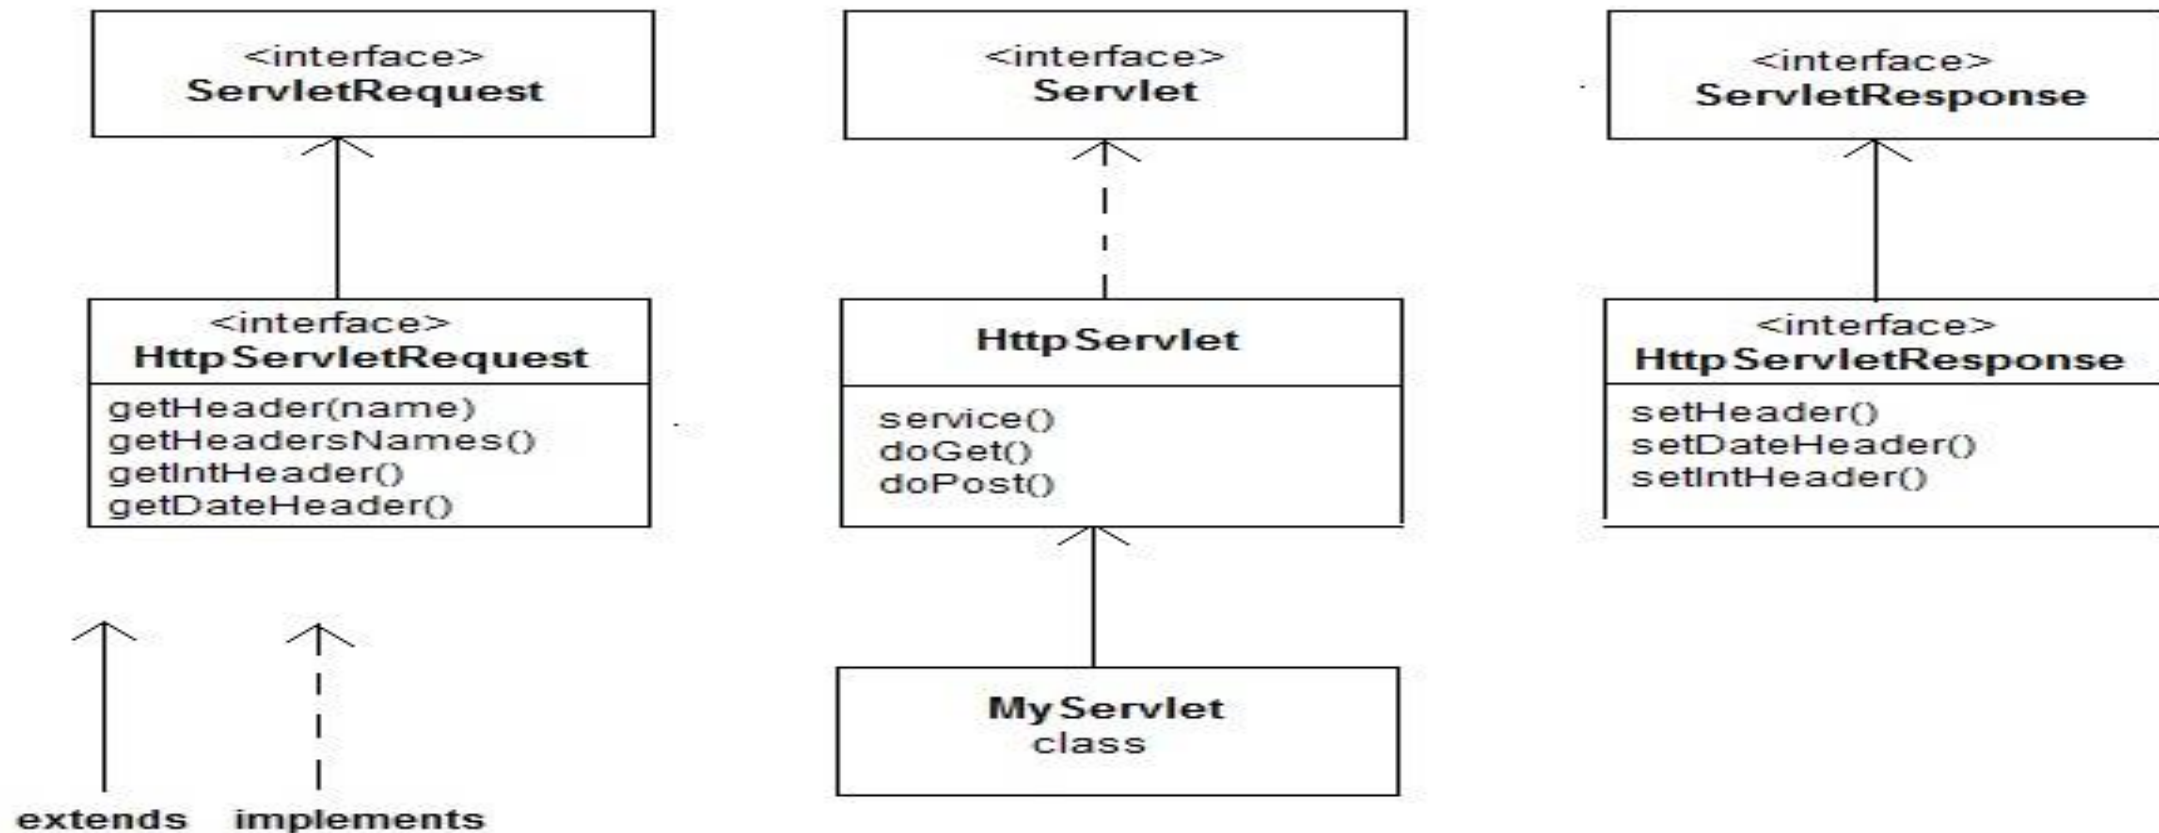 <interface>
ServletRequest
<interface>
Servlet
<interface>
ServletResponse
<interface>
HttpServletRequest
getHeader(name)
getHeadersNames()
getIntHeader()
getDateHeader()
HttpServlet
service()
doGet()
doPost()
<interface>
HttpServletResponse
setHeader()
setDateHeader()
setIntHeader()
MyServlet
class
extends
implements